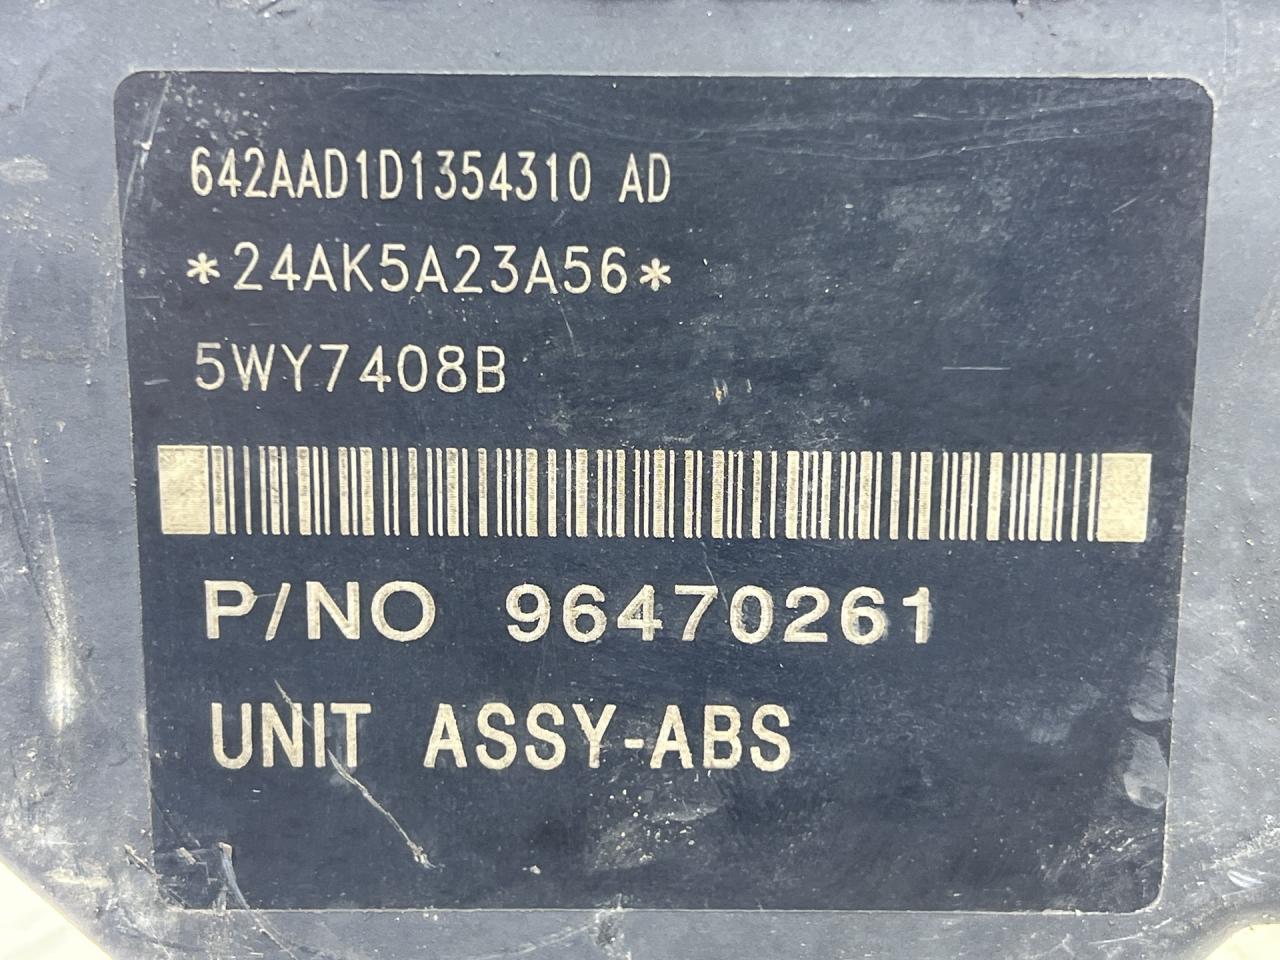 642AAD1D1354310 AD
*24AK5A23A56*
5WY7408B
P/NO 96470261
UNIT ASSY-ABS